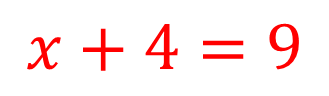 x + 4 = 9